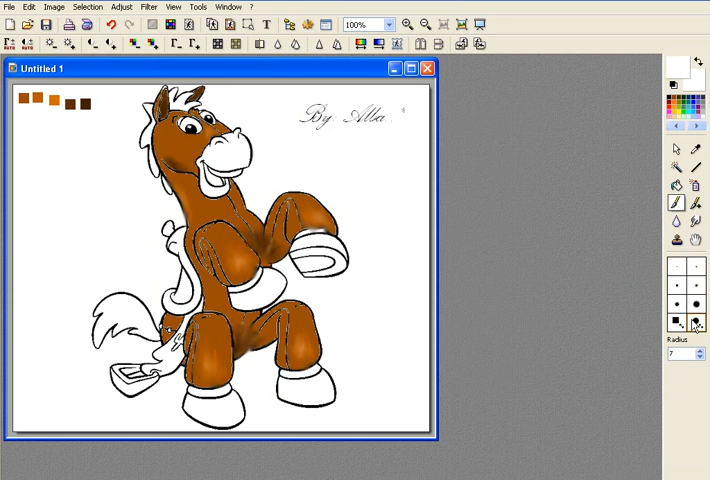 File Edit Image Selection Adjust Filter View Tools Window ?
100%
Untitled 1
By: Alba..
Radius
7